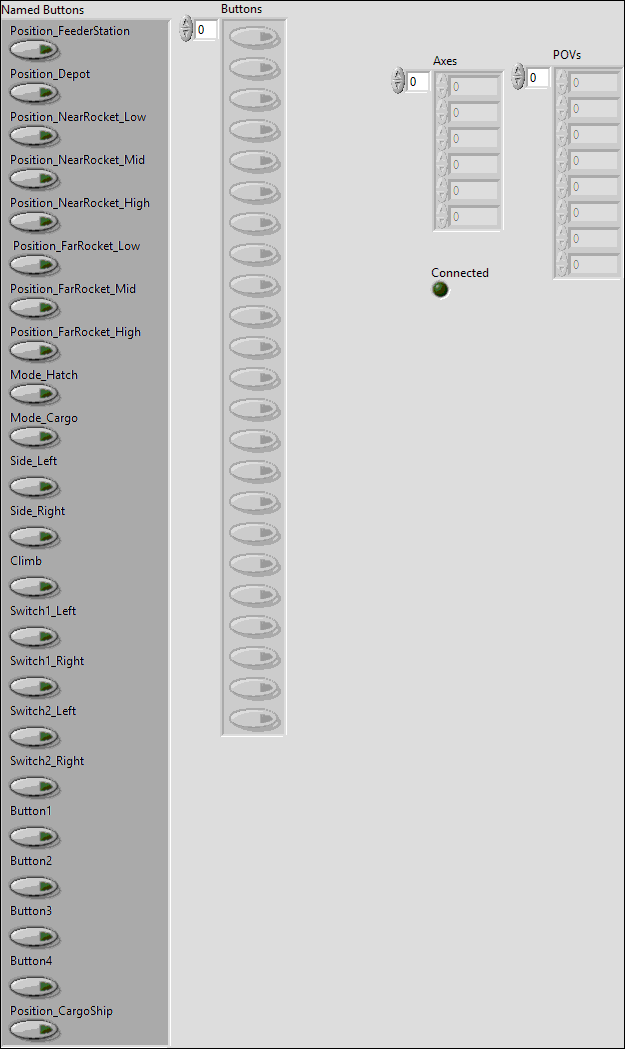 Named Buttons
Position_FeederStation
Position_Depot
Position_NearRocket_Low
Position_NearRocket_Mid
Position_NearRocket_High
Position_FarRocket_Low
Position_FarRocket_Mid
Position_FarRocket_High
Mode_Hatch
Mode_Cargo
Side_Left
Side_Right
Climb
Switch1_Left
Switch1_Right
Switch2_Left
Switch2_Right
Button1
Button2
Button3
Button4
Position_CargoShip
Buttons
0
Axes
0
0
0
0
0
0
0
Connected
POVs
0
0
0
0
0
0
0
0
0